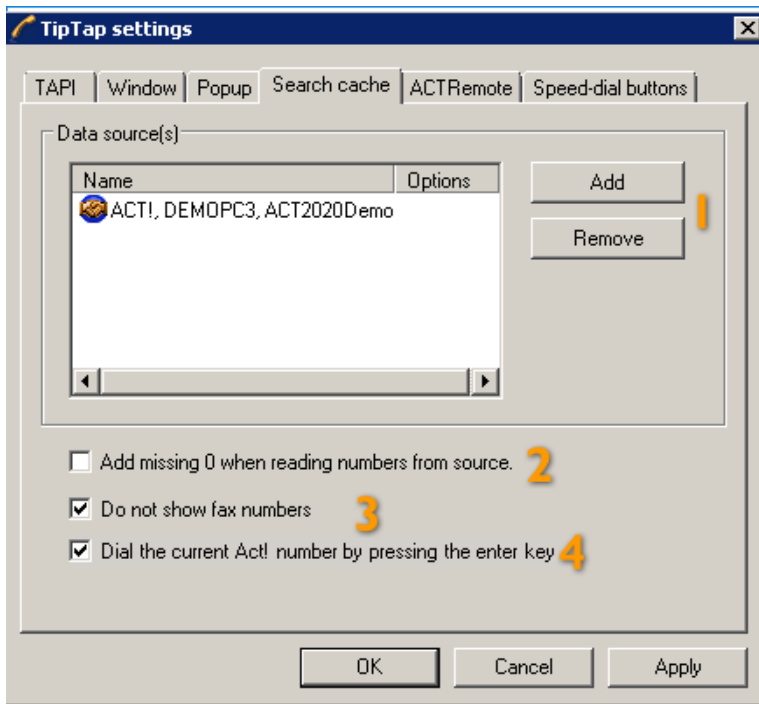 TipTap settings
TAPI Window Popup Search cache ACTRemote Speed-dial buttons
Data source(s)
Name Options
ACT!, DEMOPC3, ACT2020Demo
Add
1
Remove
Add missing 0 when reading numbers from source. 2
Do not show fax numbers 3
Dial the current Act! number by pressing the enter key 4
OK Cancel Apply